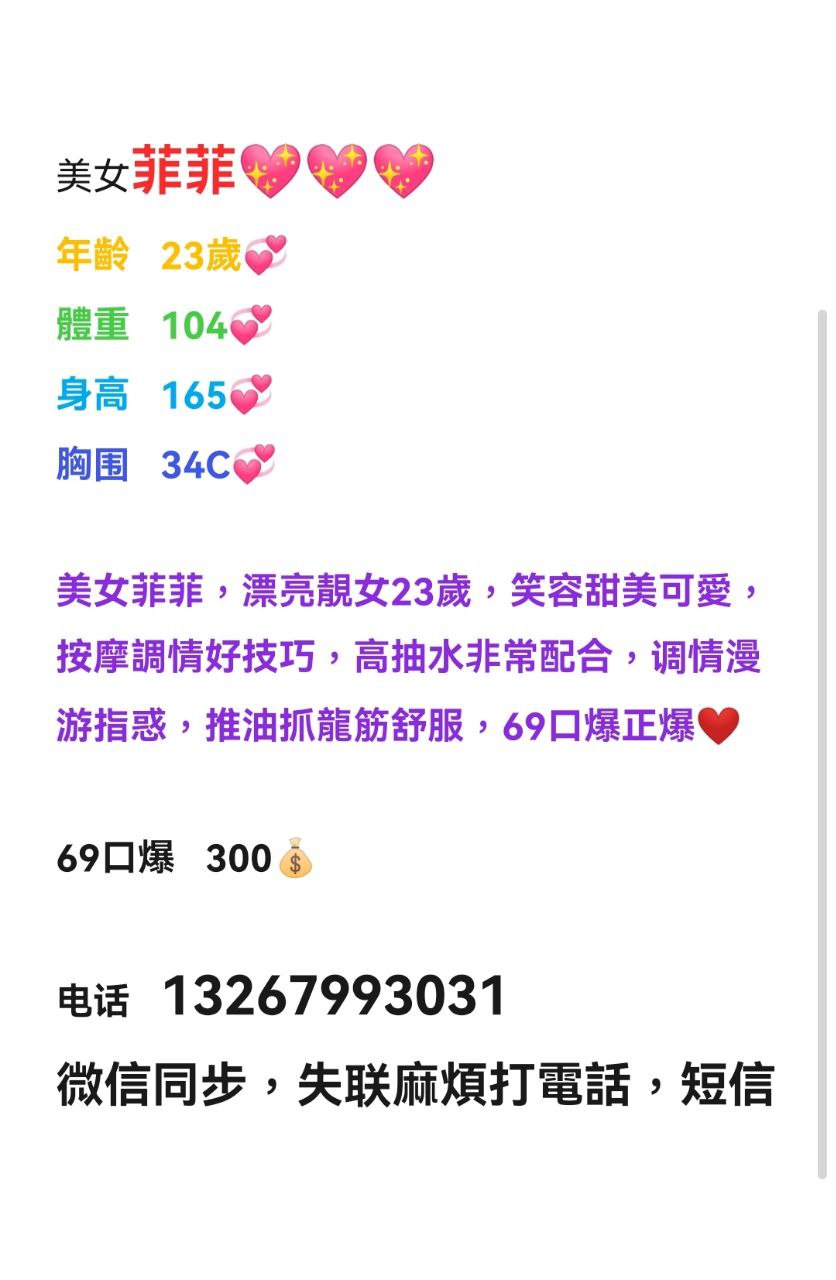 美女菲菲💖💖💖
年齡 23歲💞
體重 104💞
身高 165💞
胸围 34C💞
美女菲菲，漂亮靚女23歲，笑容甜美可愛，
按摩調情好技巧，高抽水非常配合，调情漫
游指惑，推油抓龍筋舒服，69口爆正爆❤️
69口爆 300💰
电话 13267993031
微信同步，失联麻煩打電話，短信